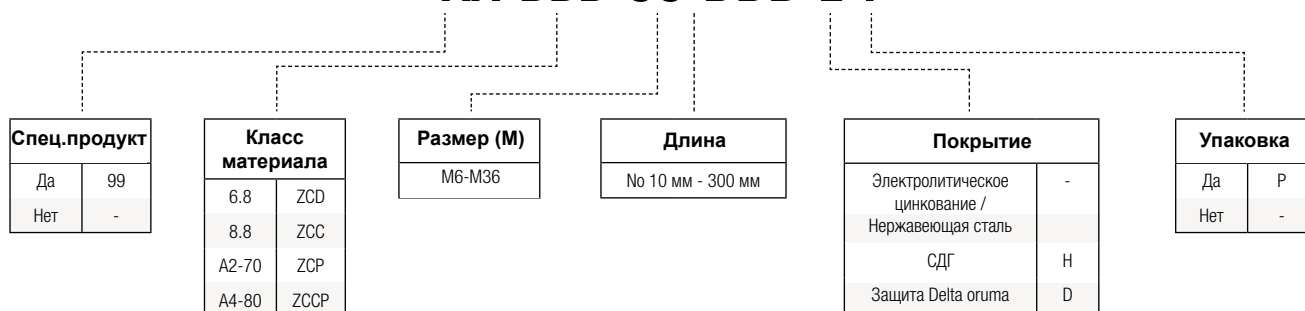 Спец.продукт
Да 99
Нет -
Класс
материала
6.8 ZCD
8.8 ZCC
A2-70 ZCP
A4-80 ZCCP
Размер (М)
M6-M36
Длина
No 10 мм - 300 мм
Покрытие
Электролитическое -
цинкование /
Нержавеющая сталь
СДГ H
Защита Delta oruma D
Упаковка
Да P
Нет -